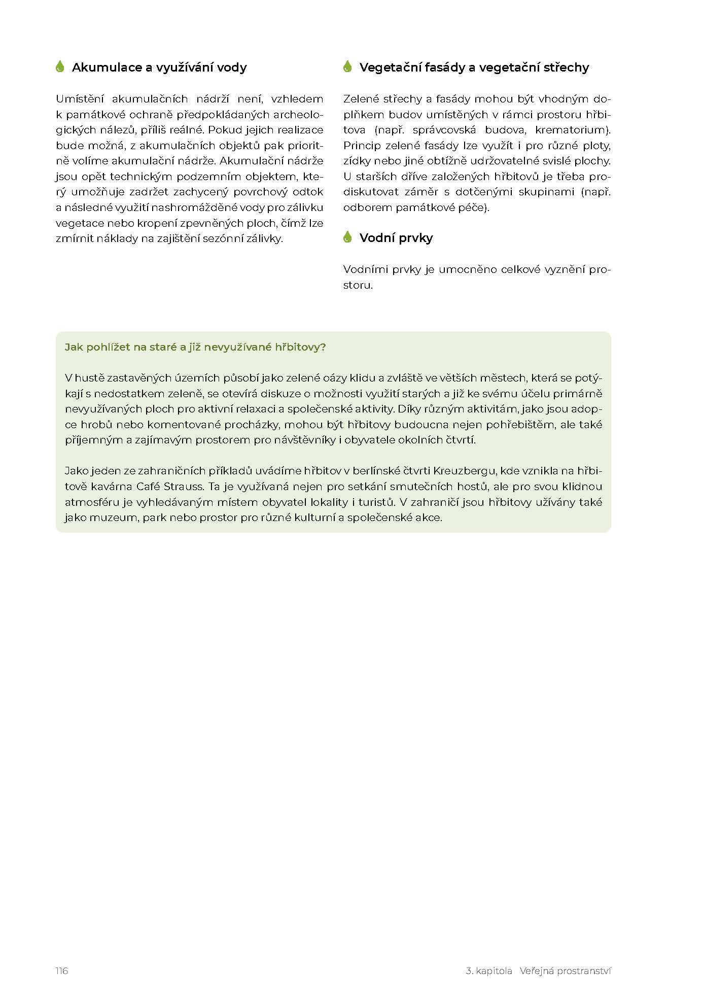 Akumulace a využívání vody
Umístění akumulačních nádrží není, vzhledem
k památkové ochraně předpokládaných archeolo-
gických nálezů, příliš reálné. Pokud jejich realizace
bude možná, z akumulačních objektů pak priorit-
ně volíme akumulační nádrže. Akumulační nádrže
jsou opět technickým podzemním objektem, kte-
rý umožňuje zadržet zachycený povrchový odtok
a následné využití nashromážděné vody pro zálivku
vegetace nebo kropení zpevněných ploch, čímž lze
zmírnit náklady na zajištění sezónní zálivky.
Vegetační fasády a vegetační střechy
Zelené střechy a fasády mohou být vhodným do-
plňkem budov umístěných v rámci prostoru hřbi-
tova (např. správcovská budova, krematorium).
Princip zelené fasády lze využít i pro různé ploty,
zídky nebo jiné obtížně udržovatelné svislé plochy.
U starších dříve založených hřbitovů je třeba pro-
diskutovat záměr s dotčenými skupinami (např.
odborem památkové péče).
Vodní prvky
Vodními prvky je umocněno celkové vyznění pro-
storu.
Jak pohlížet na staré a již nevyužívané hřbitovy?
V hustě zastavěných územích působí jako zelené oázy klidu a zvláště ve větších městech, která se potý-
kají s nedostatkem zeleně, se otevírá diskuze o možnosti využití starých a již ke svému účelu primárně
nevyužívaných ploch pro aktivní relaxaci a společenské aktivity. Díky různým aktivitám, jako jsou adop-
ce hrobů nebo komentované procházky, mohou být hřbitovy budoucna nejen pohřebištěm, ale také
příjemným a zajímavým prostorem pro návštěvníky i obyvatele okolních čtvrtí.
Jako jeden ze zahraničních příkladů uvádíme hřbitov v berlínské čtvrti Kreuzbergu, kde vznikla na hřbi-
tově kavárna Café Strauss. Ta je využívaná nejen pro setkání smutečních hostů, ale pro svou klidnou
atmosféru je vyhledávaným místem obyvatel lokality i turistů. V zahraničí jsou hřbitovy užívány také
jako muzeum, park nebo prostor pro různé kulturní a společenské akce.
116
3. kapitola Veřejná prostranství